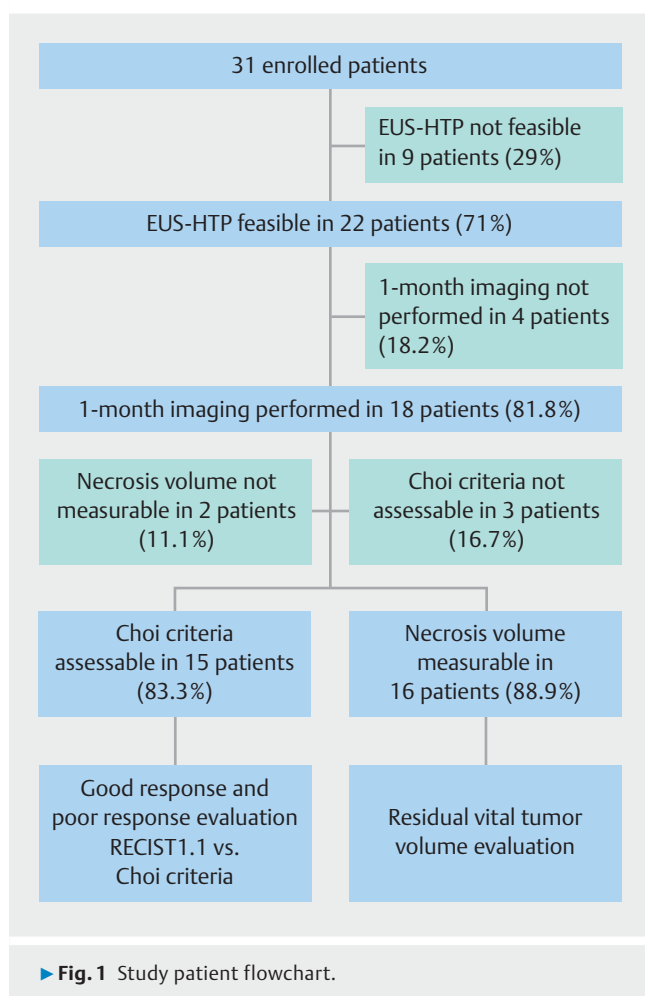 31 enrolled patients
EUS-HTP not feasible
in 9 patients (29%)
EUS-HTP feasible in 22 patients (71%)
1-month imaging not
performed in 4 patients
(18.2%)
1-month imaging performed in 18 patients (81.8%)
Necrosis volume not
measurable in 2 patients
(11.1%)
Choi criteria not
assessable in 3 patients
(16.7%)
Choi criteria
assessable in 15 patients
(83.3%)
Necrosis volume
measurable in
16 patients (88.9%)
Good response and
poor response evaluation
RECIST1.1 vs.
Choi criteria
Residual vital tumor
volume evaluation
▶ Fig. 1 Study patient flowchart.